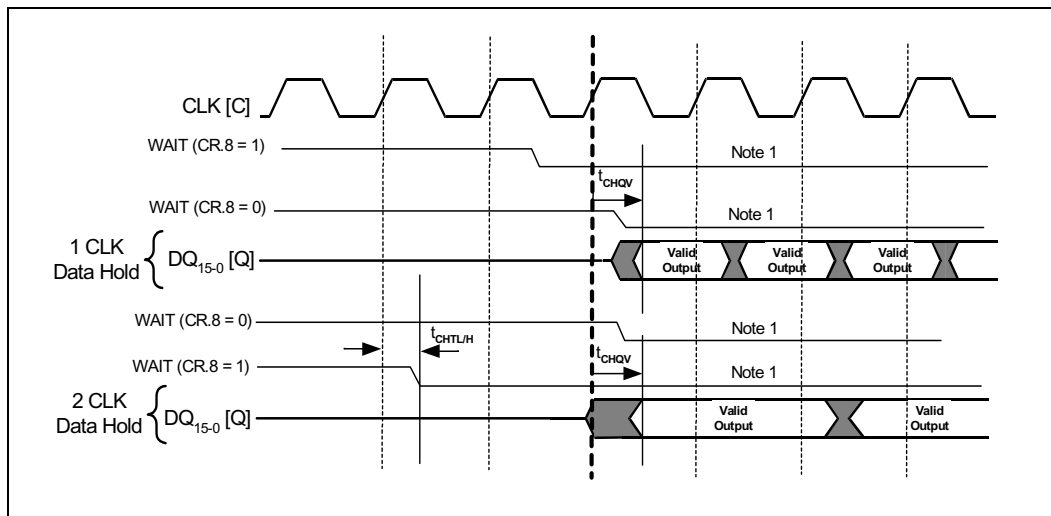 CLK [C]
WAIT (CR.8 = 1)
Note 1
tCHQV
WAIT (CR.8 = 0)
Note 1
1 CLK
Data Hold
DQ15-0 [Q]
Valid
Output
Valid
Output
Valid
Output
WAIT (CR.8 = 0)
tCHTL/H
Note 1
tCHQV
WAIT (CR.8 = 1)
Note 1
2 CLK
Data Hold
DQ15-0 [Q]
Valid
Output
Valid
Output